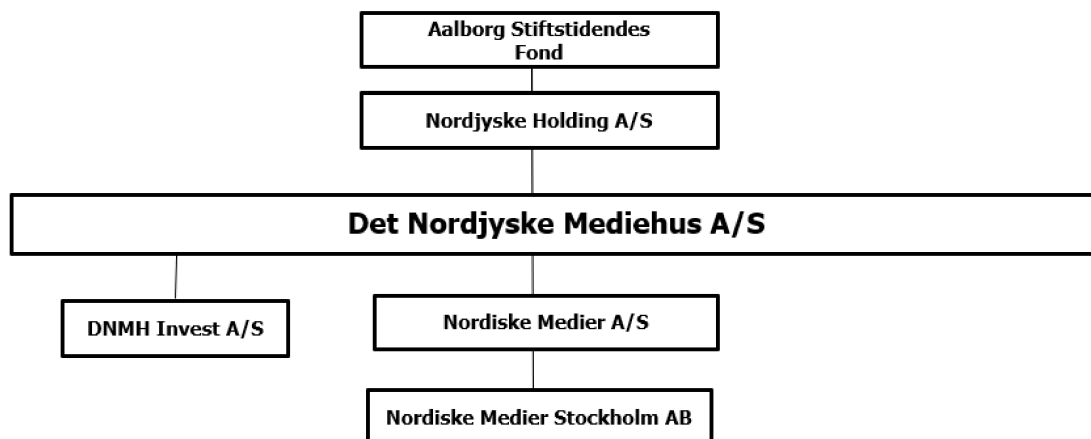 Aalborg Stiftstidendes
Fond
Nordjyske Holding A/S
Det Nordjyske Mediehus A/S
DNMH Invest A/S
Nordiske Medier A/S
Nordiske Medier Stockholm AB